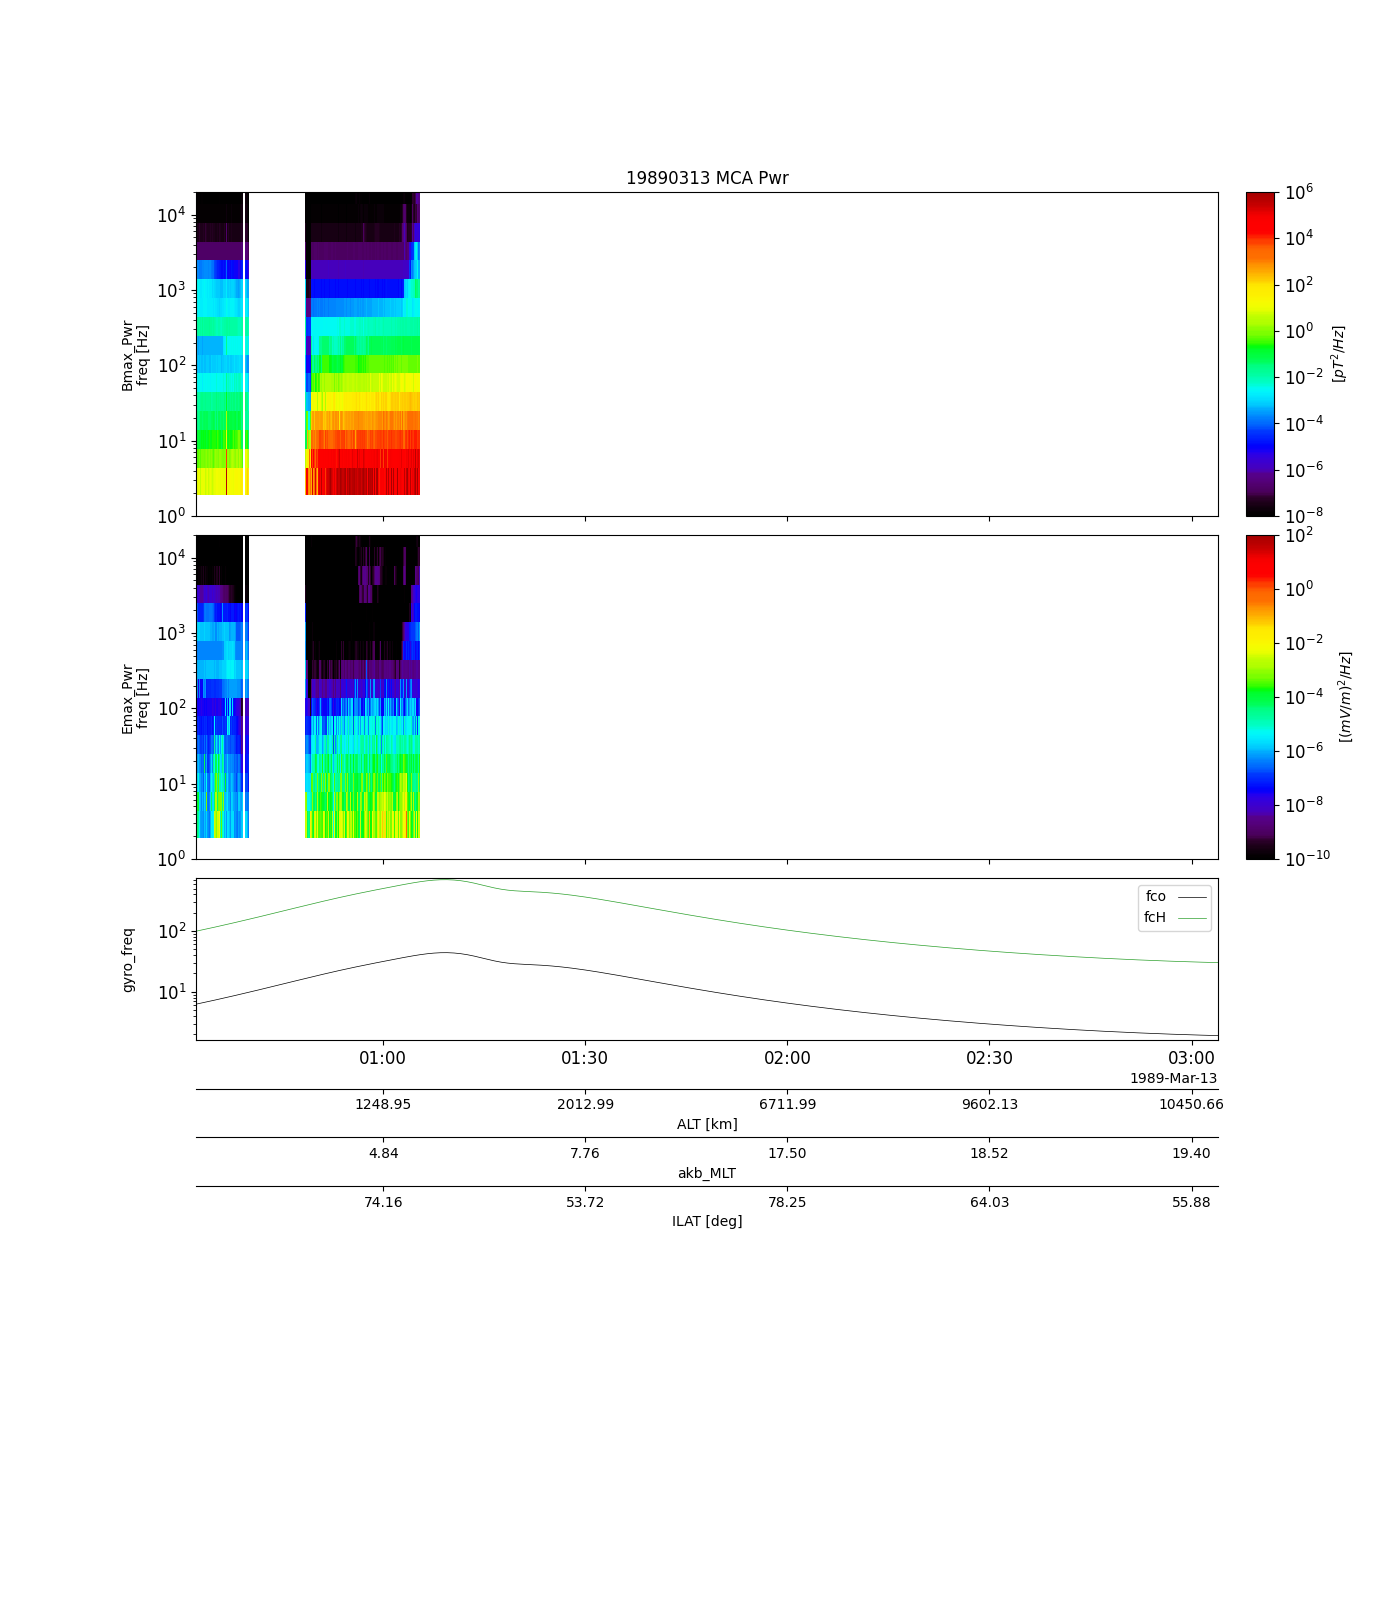 19890313 MCA Pwr
10^4
10^3
10^2
10^1
10^0
Bmax_Pwr
freq [Hz]
10^6
10^4
10^2
10^0
10^−2
10^−4
10^−6
10^−8
[pT^2/Hz]
10^4
10^3
10^2
10^1
10^0
Emax_Pwr
freq [Hz]
10^2
10^0
10^−2
10^−4
10^−6
10^−8
10^−10
[(mV/m)^2/Hz]
10^2
10^1
gyro_freq
fco
fcH
01:00 01:30 02:00 02:30 03:00
1989-Mar-13
1248.95 2012.99 6711.99 9602.13 10450.66
ALT [km]
4.84 7.76 17.50 18.52 19.40
akb_MLT
74.16 53.72 78.25 64.03 55.88
ILAT [deg]